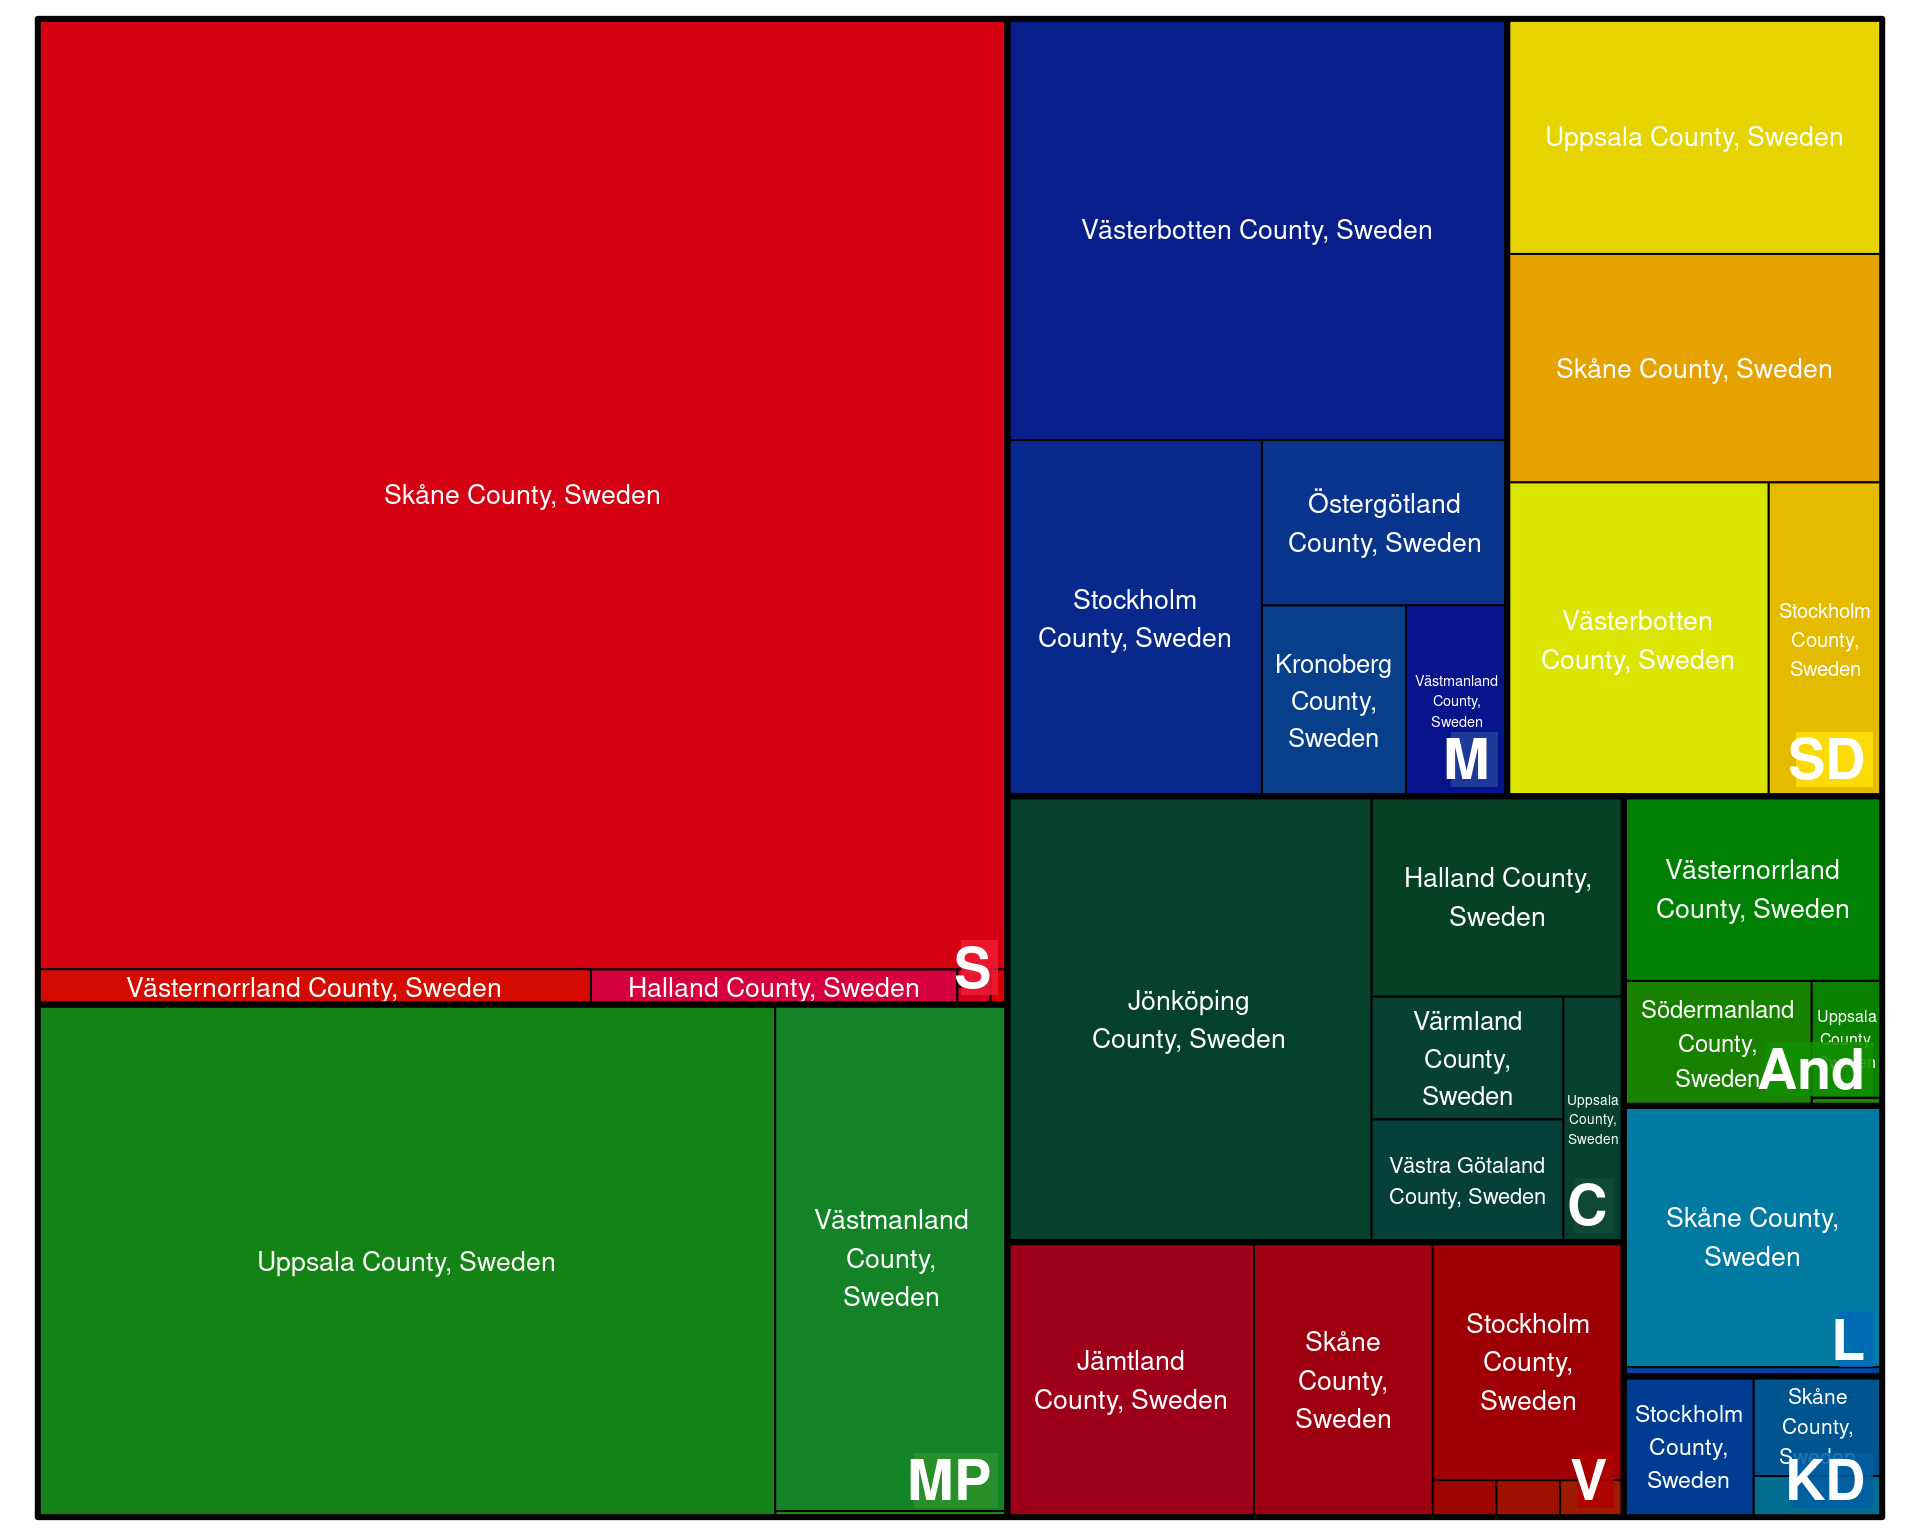 Skåne County, Sweden
Västernorrland County, Sweden
Halland County, Sweden
S
Uppsala County, Sweden
Västmanland
County,
Sweden
MP
Västerbotten County, Sweden
Stockholm
County, Sweden
Östergötland
County, Sweden
Kronoberg
County,
Sweden
Västmanland
County,
Sweden
M
Uppsala County, Sweden
Skåne County, Sweden
Västerbotten
County, Sweden
Stockholm
County,
Sweden
SD
Jönköping
County, Sweden
Halland County,
Sweden
Värmland
County,
Sweden
Västra Götaland
County, Sweden
Uppsala
County,
Sweden
C
Västernorrland
County, Sweden
Södermanland
County,
Sweden
Uppsala
County,
And
Jämtland
County, Sweden
Skåne
County,
Sweden
Stockholm
County,
Sweden
V
Skåne County,
Sweden
L
Stockholm
County,
Sweden
Skåne
County,
Sweden
KD